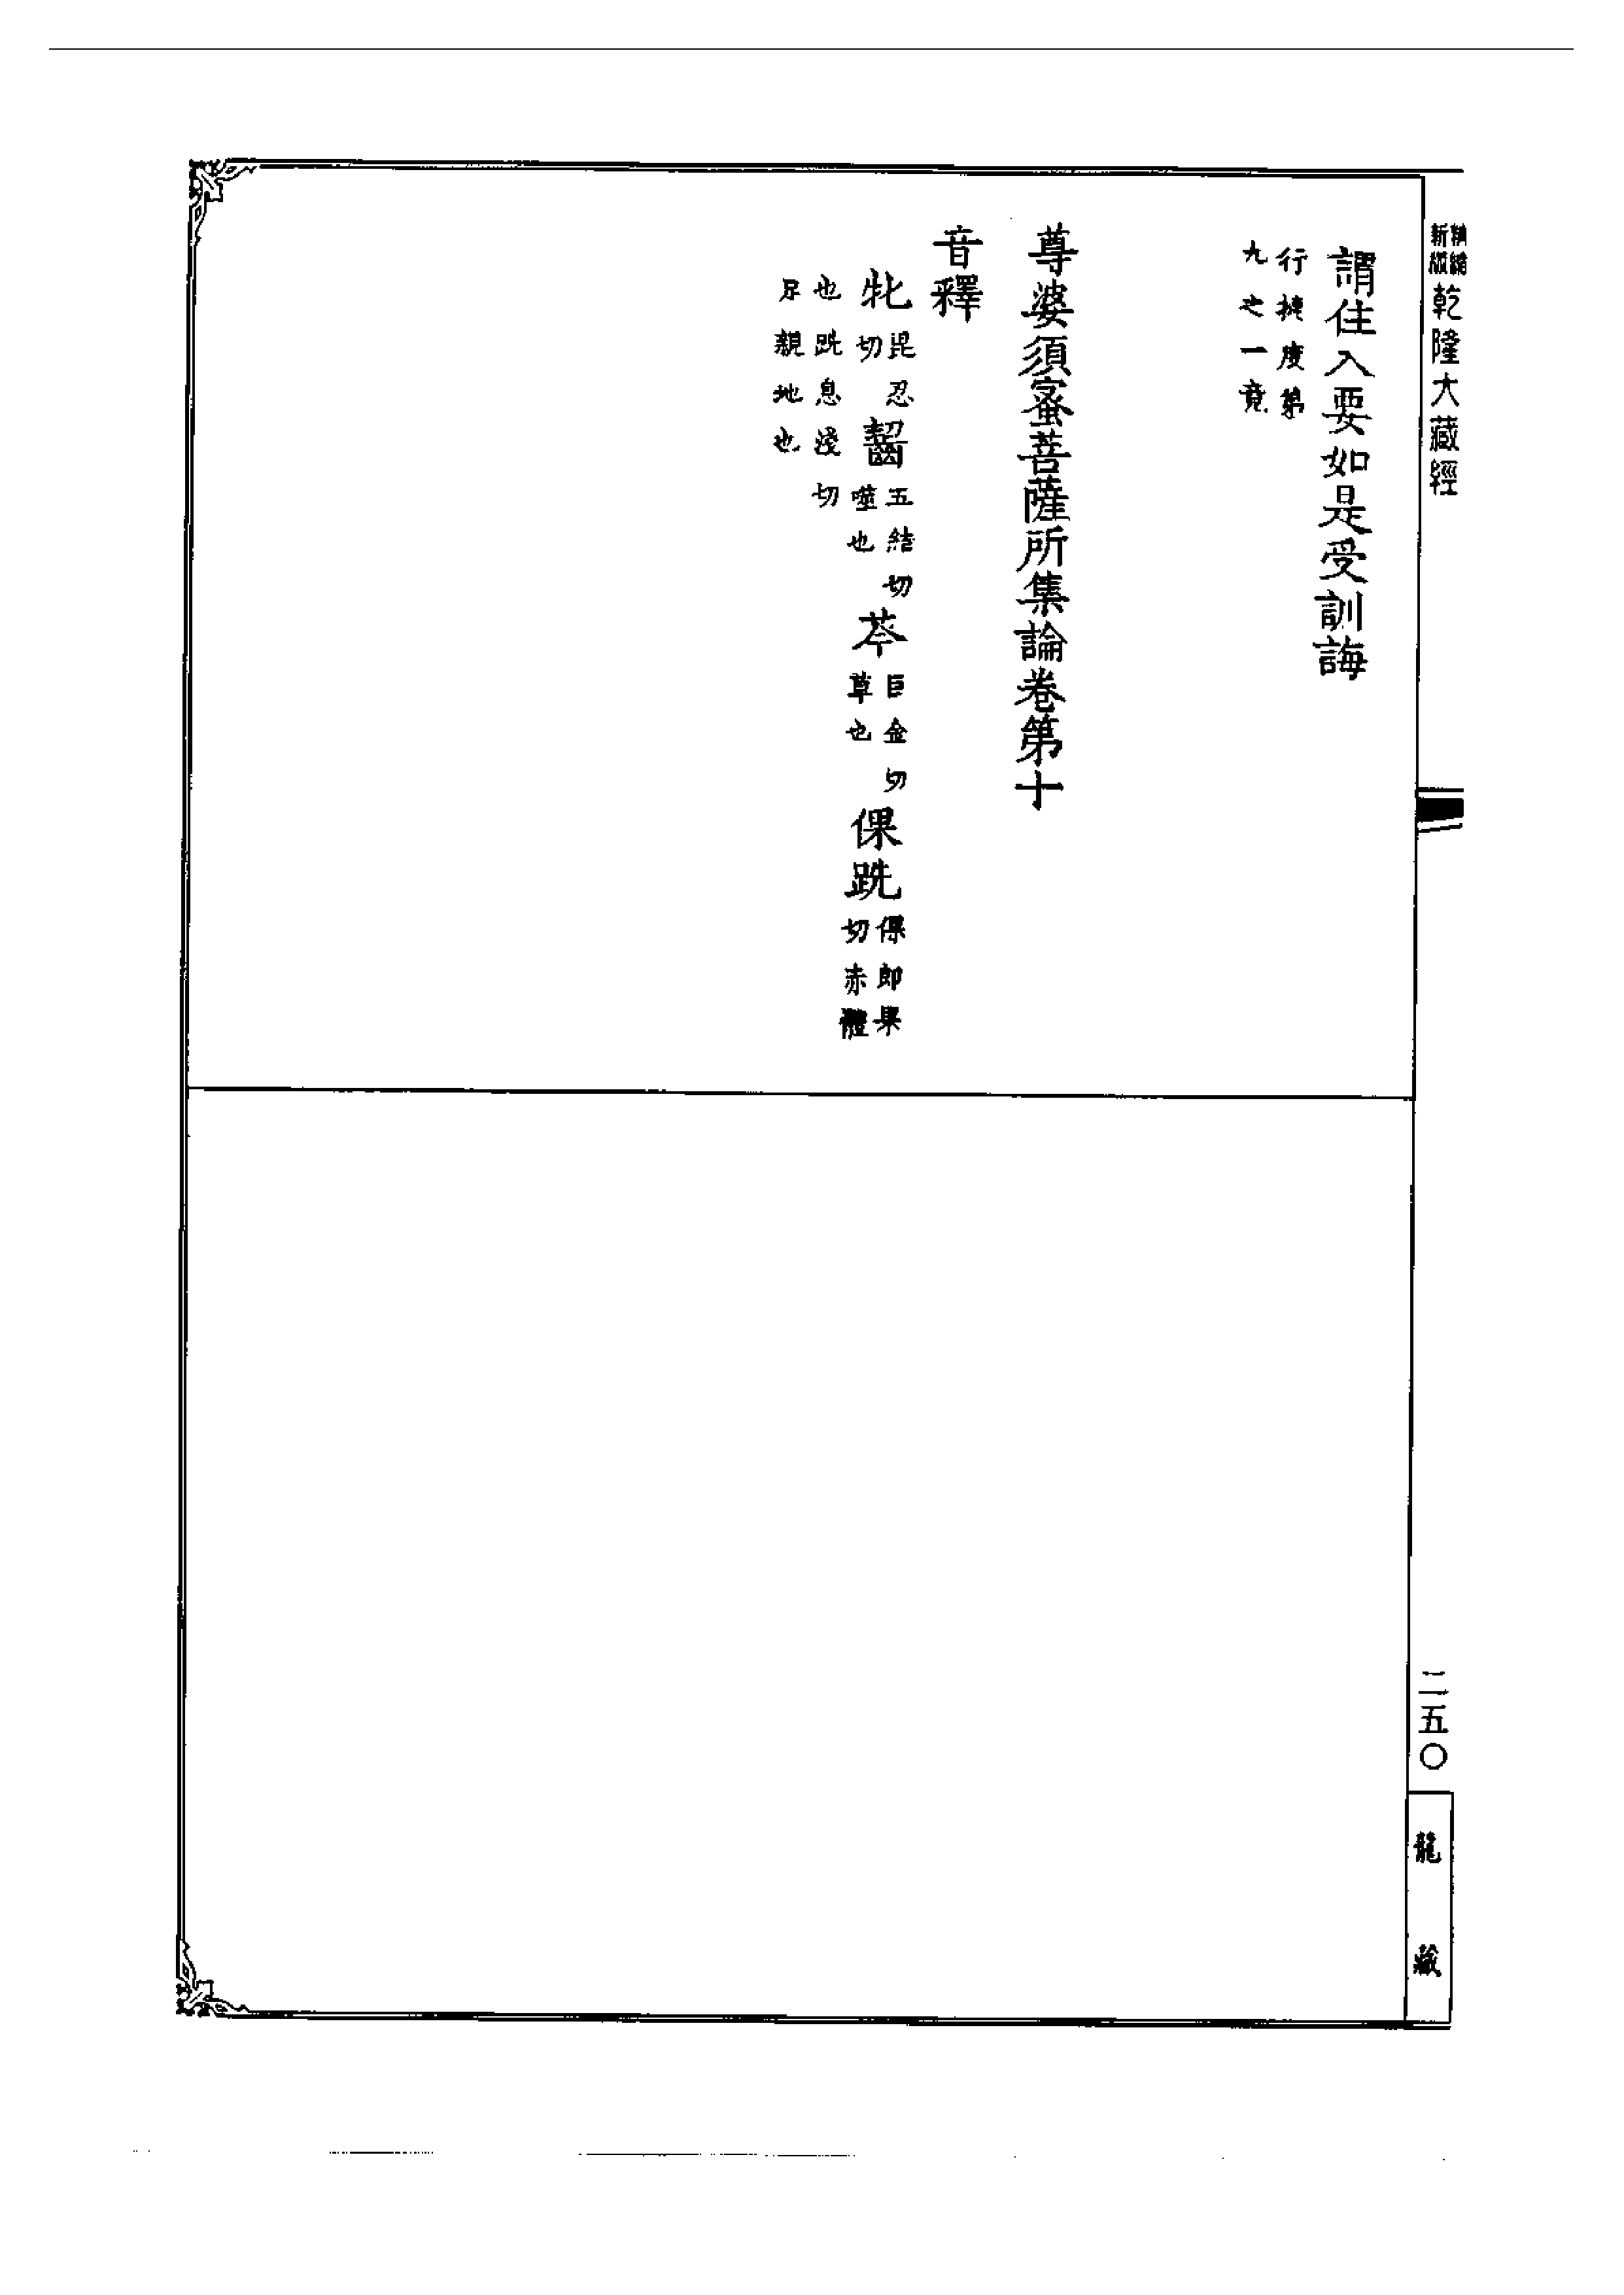 精縮新版 乾隆大藏經
謂住入要如是受訓誨
行揵度第
九之一竟
尊婆須蜜菩薩所集論卷第十
音釋
牝毘忍切 齧五結切噬也 芩巨金切草也 倮跣倮郎果切赤體
也跣息淺切
足親地也
二五〇
龍藏